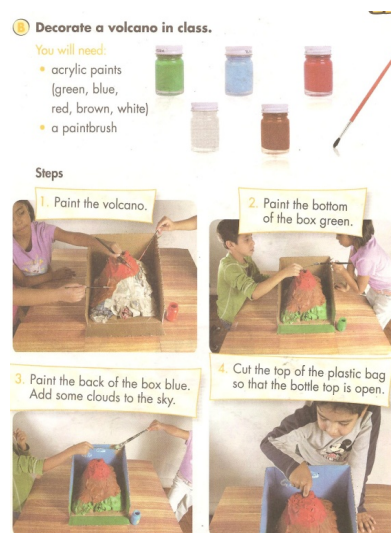 B Decorate a volcano in class.
You will need:
• acrylic paints
(green, blue,
red, brown, white)
• a paintbrush
Steps
1. Paint the volcano.
2. Paint the bottom
of the box green.
3. Paint the back of the box blue.
Add some clouds to the sky.
4. Cut the top of the plastic bag
so that the bottle top is open.